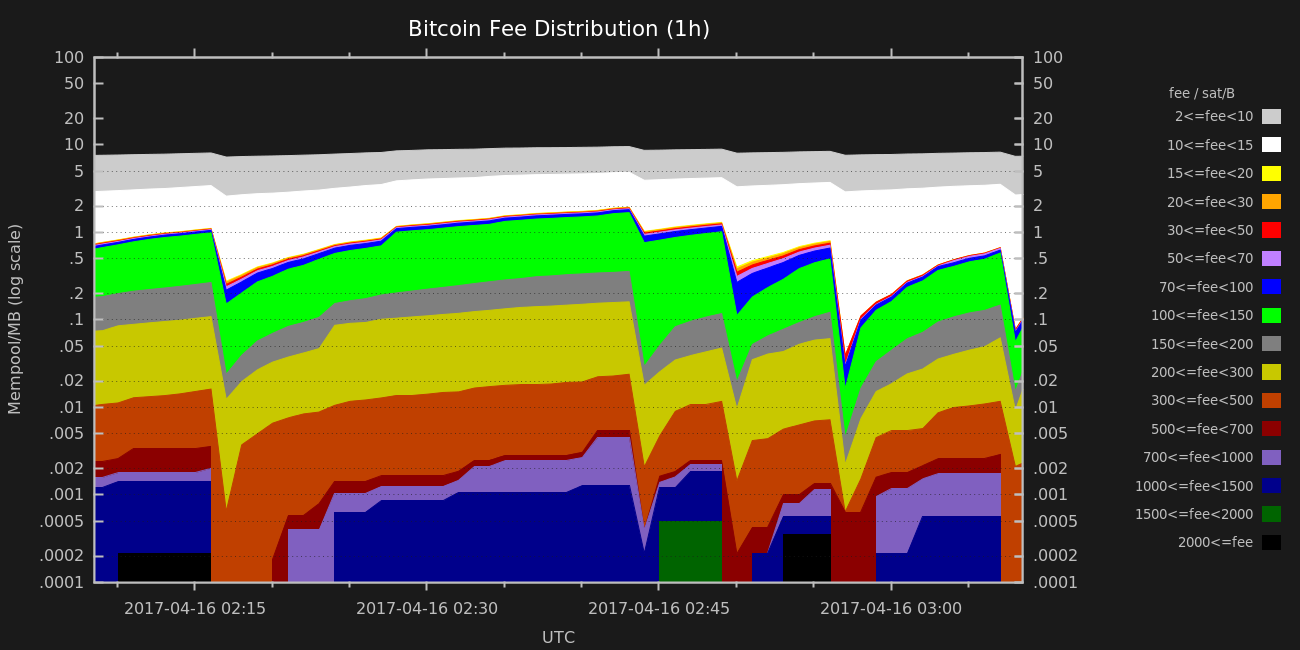 Bitcoin Fee Distribution (1h)
100
50
20
10
5
2
1
.5
.2
.1
.05
.02
.01
.005
.002
.001
.0005
.0002
.0001
Mempool/MB (log scale)
100
50
20
10
5
2
1
.5
.2
.1
.05
.02
.01
.005
.002
.001
.0005
.0002
.0001
2017-04-16 02:15
2017-04-16 02:30
2017-04-16 02:45
2017-04-16 03:00
UTC
fee / sat/B
2<=fee<10
10<=fee<15
15<=fee<20
20<=fee<30
30<=fee<50
50<=fee<70
70<=fee<100
100<=fee<150
150<=fee<200
200<=fee<300
300<=fee<500
500<=fee<700
700<=fee<1000
1000<=fee<1500
1500<=fee<2000
2000<=fee